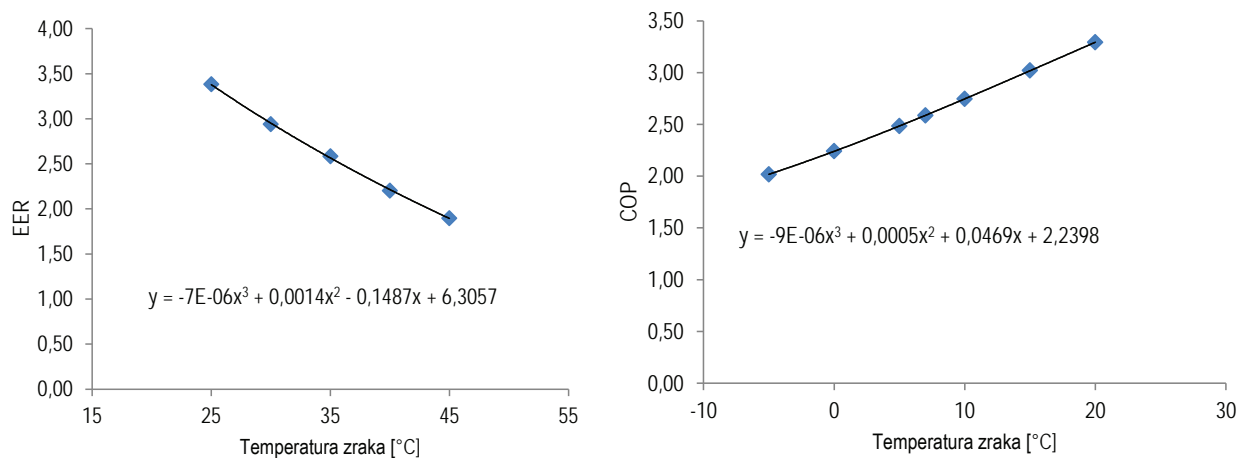 4,00
3,50
3,00
2,50
2,00
1,50
1,00
0,50
0,00
EER
y = -7E-06x³ + 0,0014x² - 0,1487x + 6,3057
15 25 35 45 55
Temperatura zraka [°C]
3,50
3,00
2,50
2,00
1,50
1,00
0,50
0,00
COP
y = -9E-06x³ + 0,0005x² + 0,0469x + 2,2398
-10 0 10 20 30
Temperatura zraka [°C]